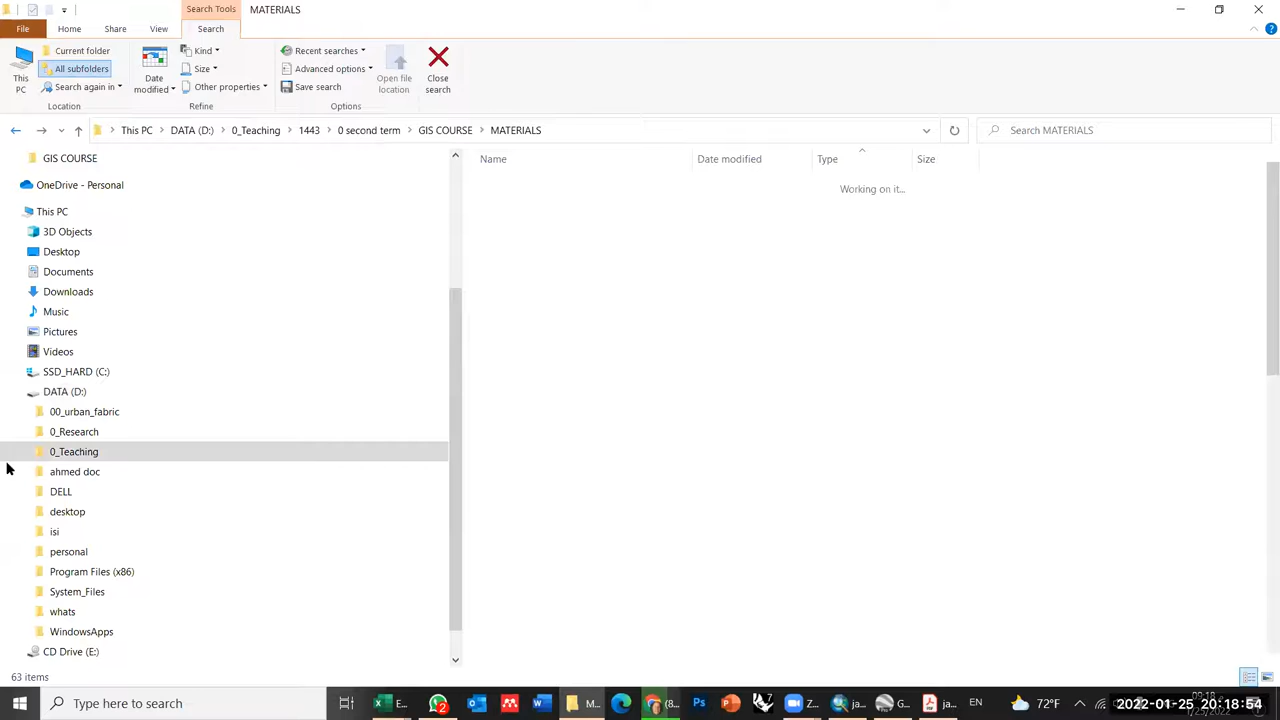 Search Tools
MATERIALS
File
Home
Share
View
Search
This PC
Current folder
All subfolders
Search again in
Location
Date modified
Kind
Size
Other properties
Refine
Recent searches
Advanced options
Save search
Options
Open file location
Close search
This PC
DATA (D:)
0_Teaching
1443
0 second term
GIS COURSE
MATERIALS
Search MATERIALS
GIS COURSE
OneDrive - Personal
This PC
3D Objects
Desktop
Documents
Downloads
Music
Pictures
Videos
SSD_HARD (C:)
DATA (D:)
00_urban_fabric
0_Research
0_Teaching
ahmed doc
DELL
desktop
isi
personal
Program Files (x86)
System_Files
whats
WindowsApps
CD Drive (E:)
Name
Date modified
Type
Size
Working on it...
63 items
Type here to search
E...
2
M...
(8...
Z...
ja...
G...
ja...
72°F
EN
2022-01-25 20:18:54